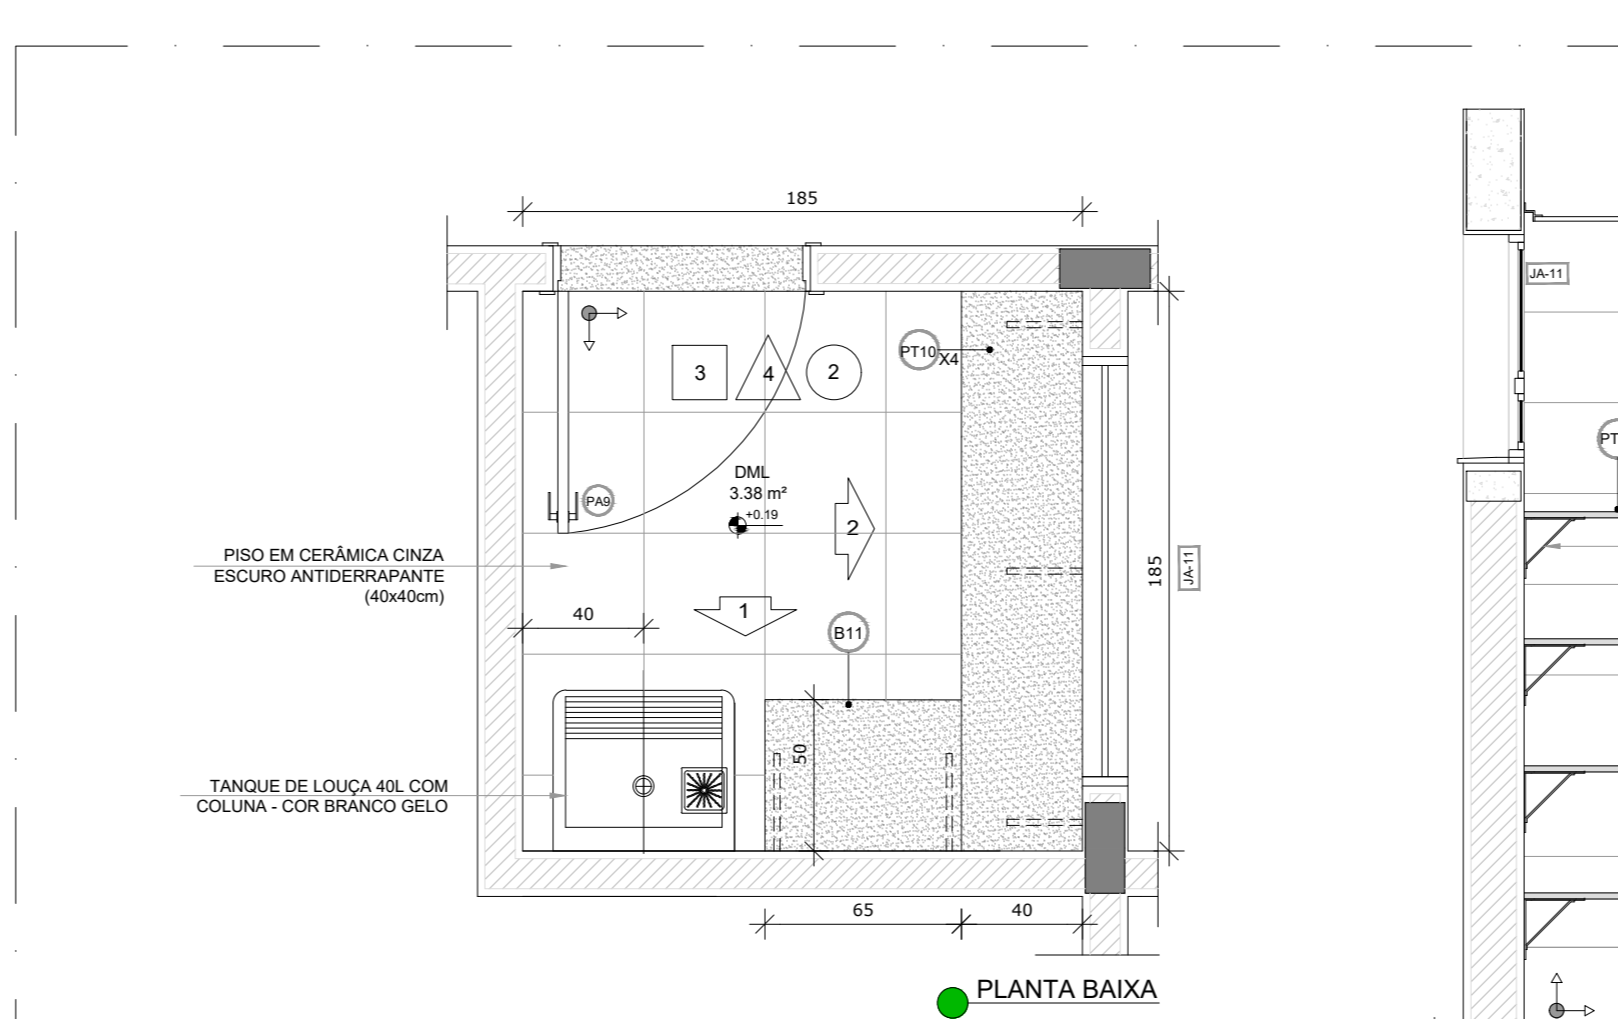 185
JA-11
PT10
X4
3
4
2
PT
DML
3.38 m²
+0.19
PA9
2
PISO EM CERÂMICA CINZA
ESCURO ANTIDERRAPANTE
(40x40cm)
185
JA-11
40
1
B11
50
TANQUE DE LOUÇA 40L COM
COLUNA - COR BRANCO GELO
65
40
PLANTA BAIXA